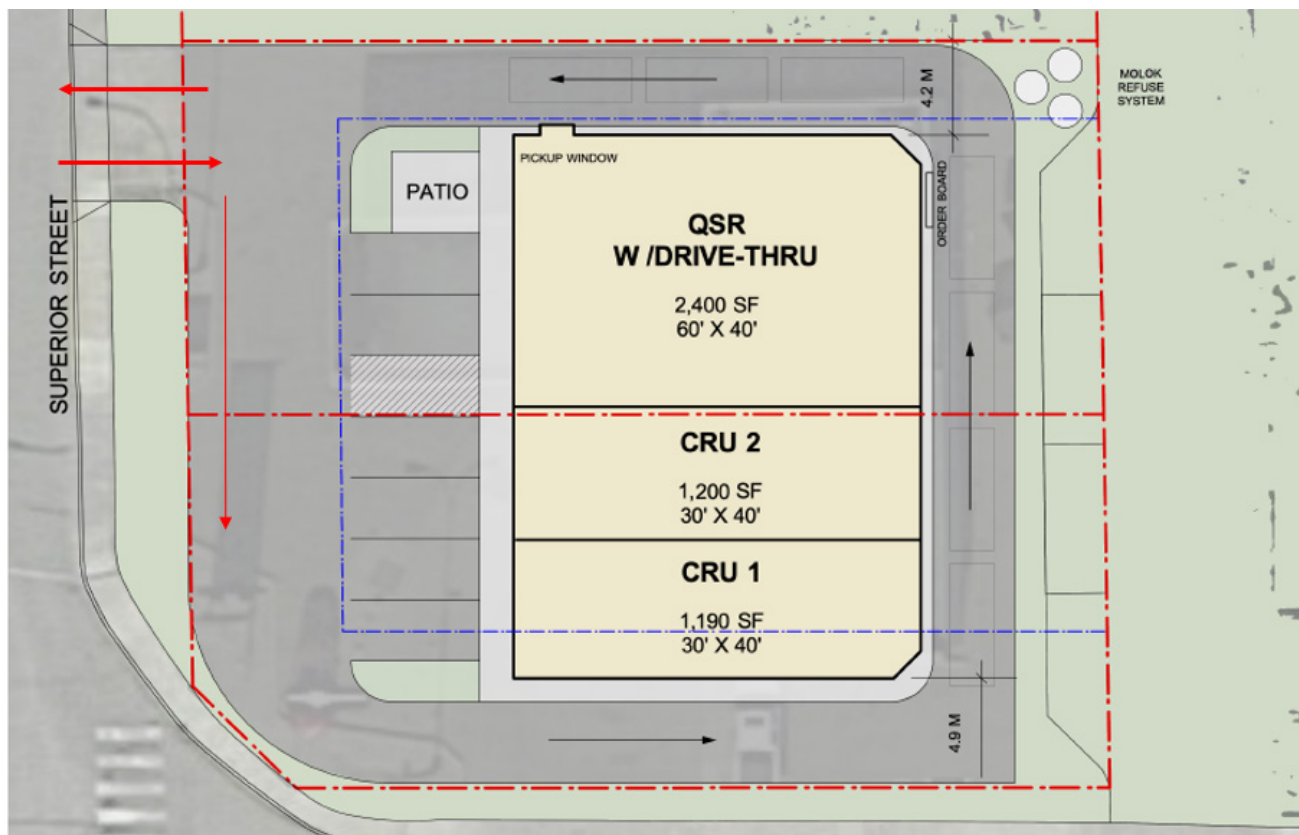 MOLOK
REFUSE
SYSTEM
4.2 M
PICKUP WINDOW
PATIO
ORDER BOARD
QSR
W /DRIVE-THRU
2,400 SF
60' X 40'
SUPERIOR STREET
CRU 2
1,200 SF
30' X 40'
CRU 1
1,190 SF
30' X 40'
4.9 M